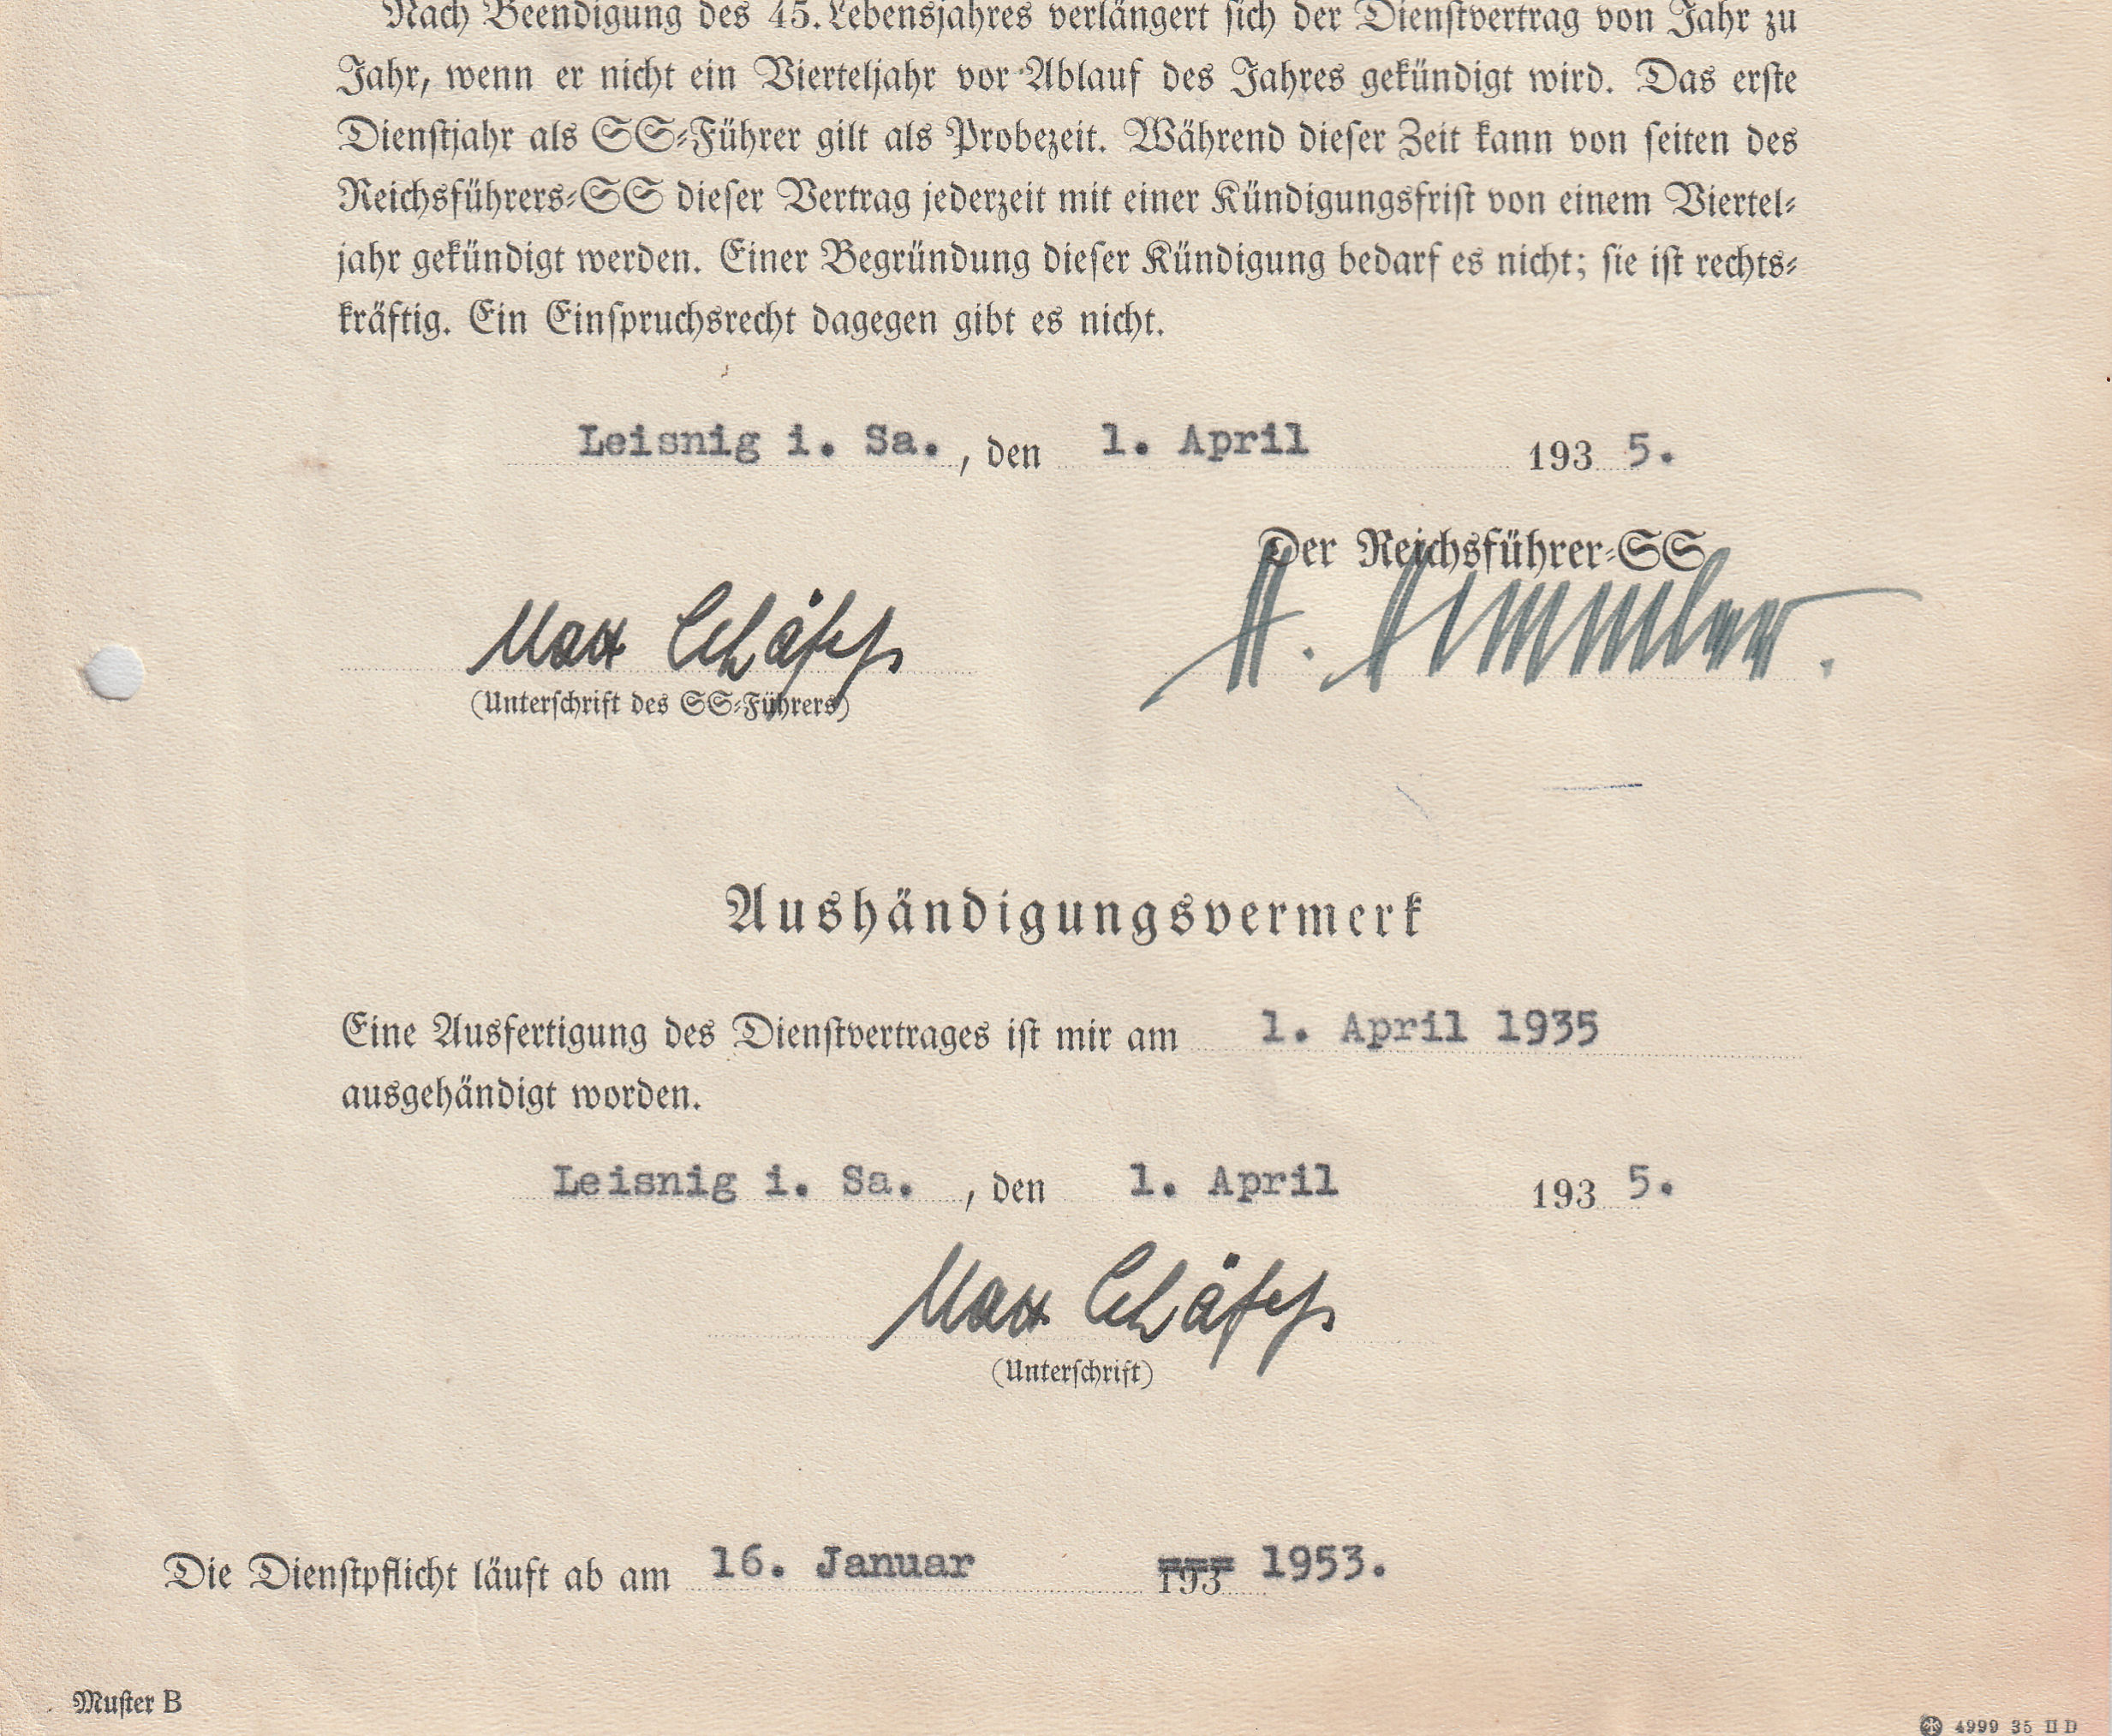 Nach Beendigung des 45. Lebensjahres verlängert sich der Dienstvertrag von Jahr zu
Jahr, wenn er nicht ein Vierteljahr vor Ablauf des Jahres gekündigt wird. Das erste
Dienstjahr als SS-Führer gilt als Probezeit. Während dieser Zeit kann von seiten des
Reichsführers-SS dieser Vertrag jederzeit mit einer Kündigungsfrist von einem Viertel-
jahr gekündigt werden. Einer Begründung dieser Kündigung bedarf es nicht; sie ist rechts-
kräftig. Ein Einspruchsrecht dagegen gibt es nicht.
Leisnig i. Sa., den 1. April 1935.
Der Reichsführer-SS
Max Schäfer H. Himmler.
(Unterschrift des SS-Führers)
Aushändigungsvermerk
Eine Ausfertigung des Dienstvertrages ist mir am 1. April 1935
ausgehändigt worden.
Leisnig i. Sa., den 1. April 1935.
Max Schäfer
(Unterschrift)
Die Dienstpflicht läuft ab am 16. Januar 193 1953.
Muster B
4999 35 II D